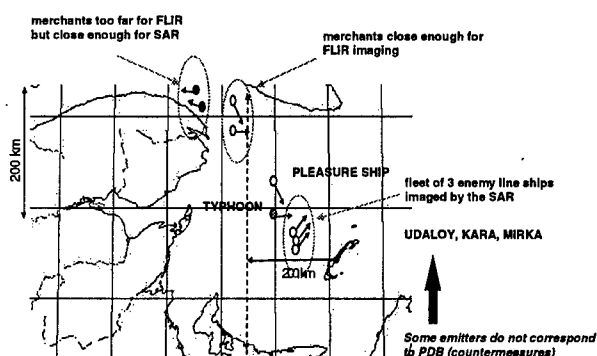 merchants too far for FLIR
but close enough for SAR
merchants close enough for
FLIR imaging
200 km
PLEASURE SHIP
TYPHOON
fleet of 3 enemy line ships
imaged by the SAR
UDALOY, KARA, MIRKA
20 km
Some emitters do not correspond
to PDB (countermeasures)